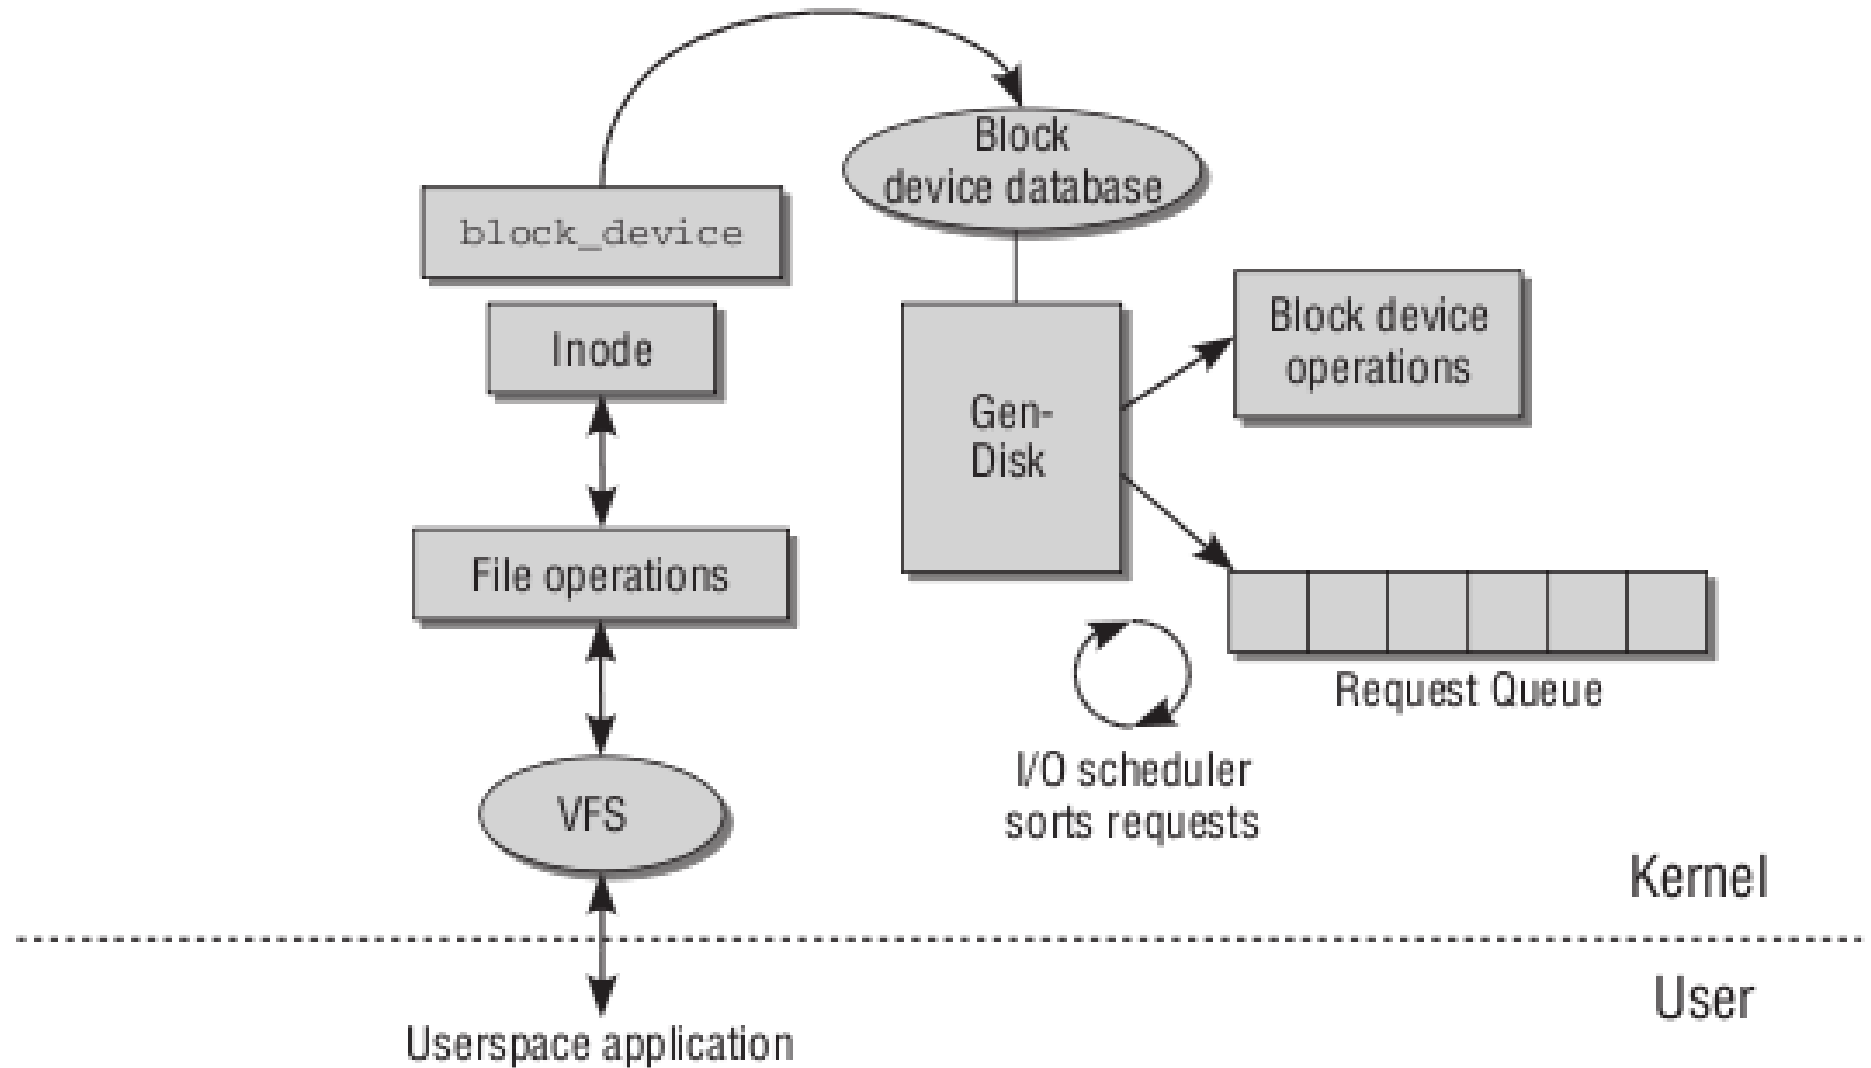 Block
device database
block_device
Inode
Block device
operations
Gen-
Disk
File operations
Request Queue
I/O scheduler
sorts requests
VFS
Kernel
User
Userspace application